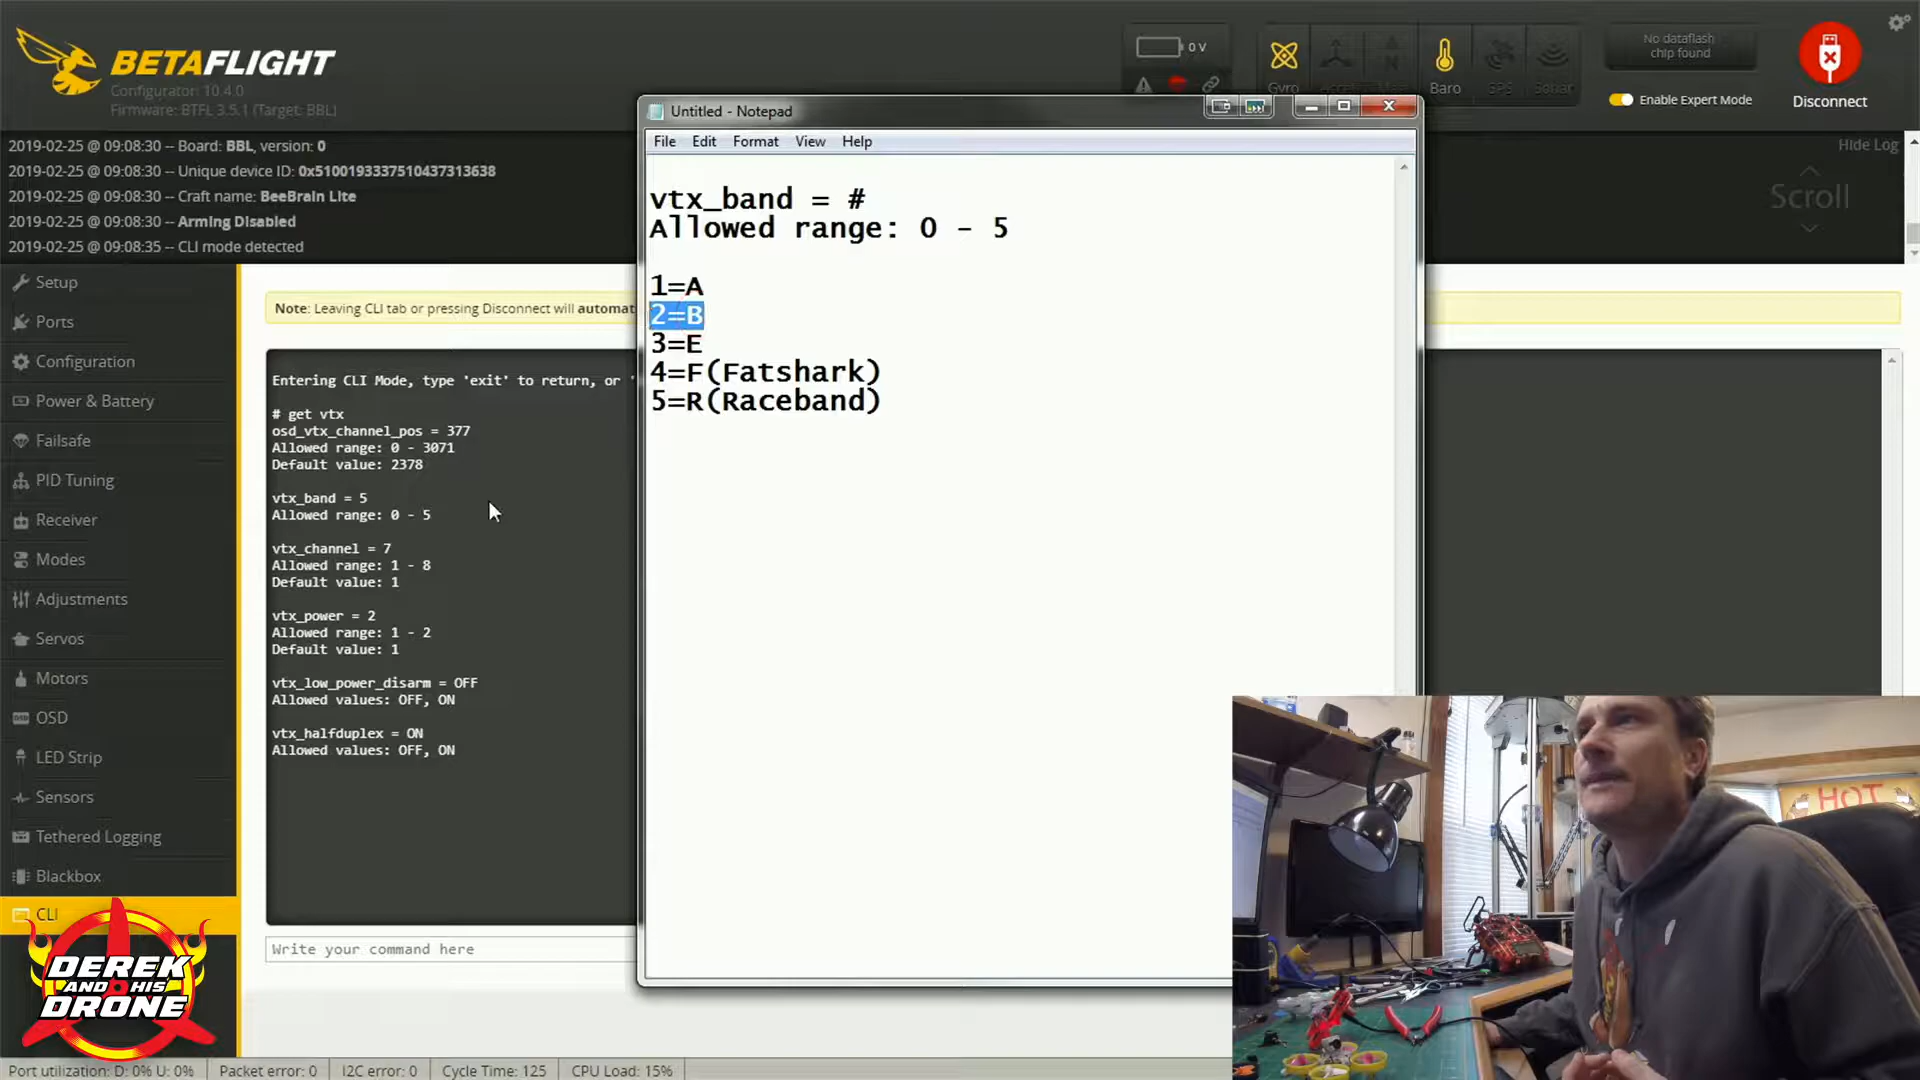 BETAFLIGHT
Configurator: 10.4.0
Firmware: BTFL 3.5.1 (Target: BBL)
0 V
Gyro
Baro
GPS
Sonar
No dataflash
chip found
Enable Expert Mode
Disconnect
2019-02-25 @ 09:08:30 -- Board: BBL, version: 0
2019-02-25 @ 09:08:30 -- Unique device ID: 0x5100193337510437313638
2019-02-25 @ 09:08:30 -- Craft name: BeeBrain Lite
2019-02-25 @ 09:08:30 -- Arming Disabled
2019-02-25 @ 09:08:35 -- CLI mode detected
Hide Log
Scroll
Setup
Ports
Configuration
Power & Battery
Failsafe
PID Tuning
Receiver
Modes
Adjustments
Servos
Motors
OSD
LED Strip
Sensors
Tethered Logging
Blackbox
CLI
Note: Leaving CLI tab or pressing Disconnect will automat
Entering CLI Mode, type 'exit' to return, or '
# get vtx
osd_vtx_channel_pos = 377
Allowed range: 0 - 3071
Default value: 2378
vtx_band = 5
Allowed range: 0 - 5
vtx_channel = 7
Allowed range: 1 - 8
Default value: 1
vtx_power = 2
Allowed range: 1 - 2
Default value: 1
vtx_low_power_disarm = OFF
Allowed values: OFF, ON
vtx_halfduplex = ON
Allowed values: OFF, ON
Write your command here
Untitled - Notepad
File Edit Format View Help
vtx_band = #
Allowed range: 0 - 5
1=A
2=B
3=E
4=F(Fatshark)
5=R(Raceband)
HOT
DEREK
AND HIS
DRONE
Port utilization: D: 0% U: 0% Packet error: 0 I2C error: 0 Cycle Time: 125 CPU Load: 15%